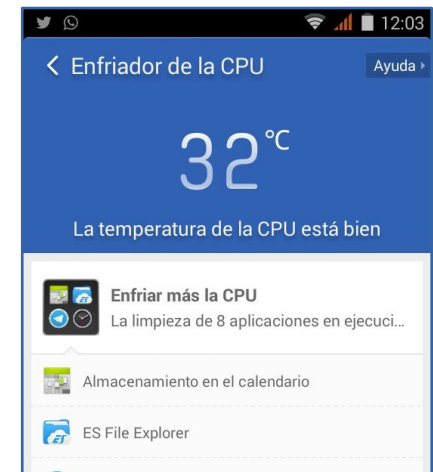 12:03
Enfriador de la CPU
Ayuda
32°C
La temperatura de la CPU está bien
Enfriar más la CPU
La limpieza de 8 aplicaciones en ejecuci...
Almacenamiento en el calendario
ES File Explorer